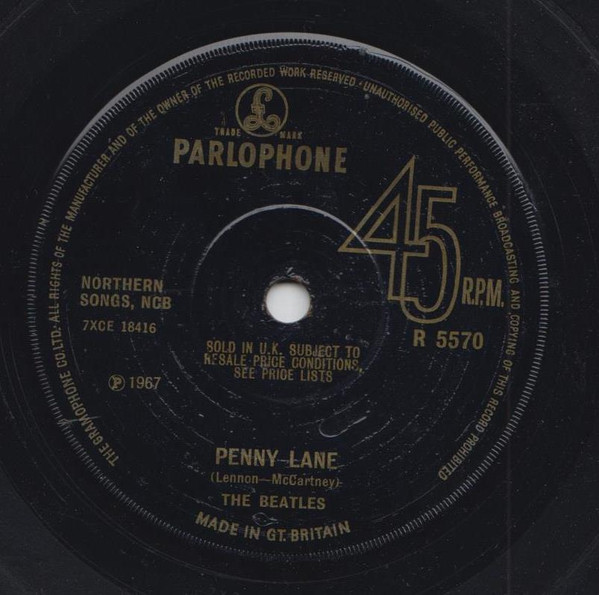 THE GRAMOPHONE CO.LTD. ALL RIGHTS OF THE MANUFACTURER AND OF THE OWNER OF THE RECORDED WORK RESERVED · UNAUTHORISED PUBLIC PERFORMANCE BROADCASTING AND COPYING OF THIS RECORD PROHIBITED
£
TRADE MARK
PARLOPHONE
45
R.P.M.
NORTHERN
SONGS, NCB
7XCE 18416
R 5570
SOLD IN U.K. SUBJECT TO
RESALE PRICE CONDITIONS,
SEE PRICE LISTS
℗ 1967
PENNY LANE
(Lennon—McCartney)
THE BEATLES
MADE IN GT. BRITAIN